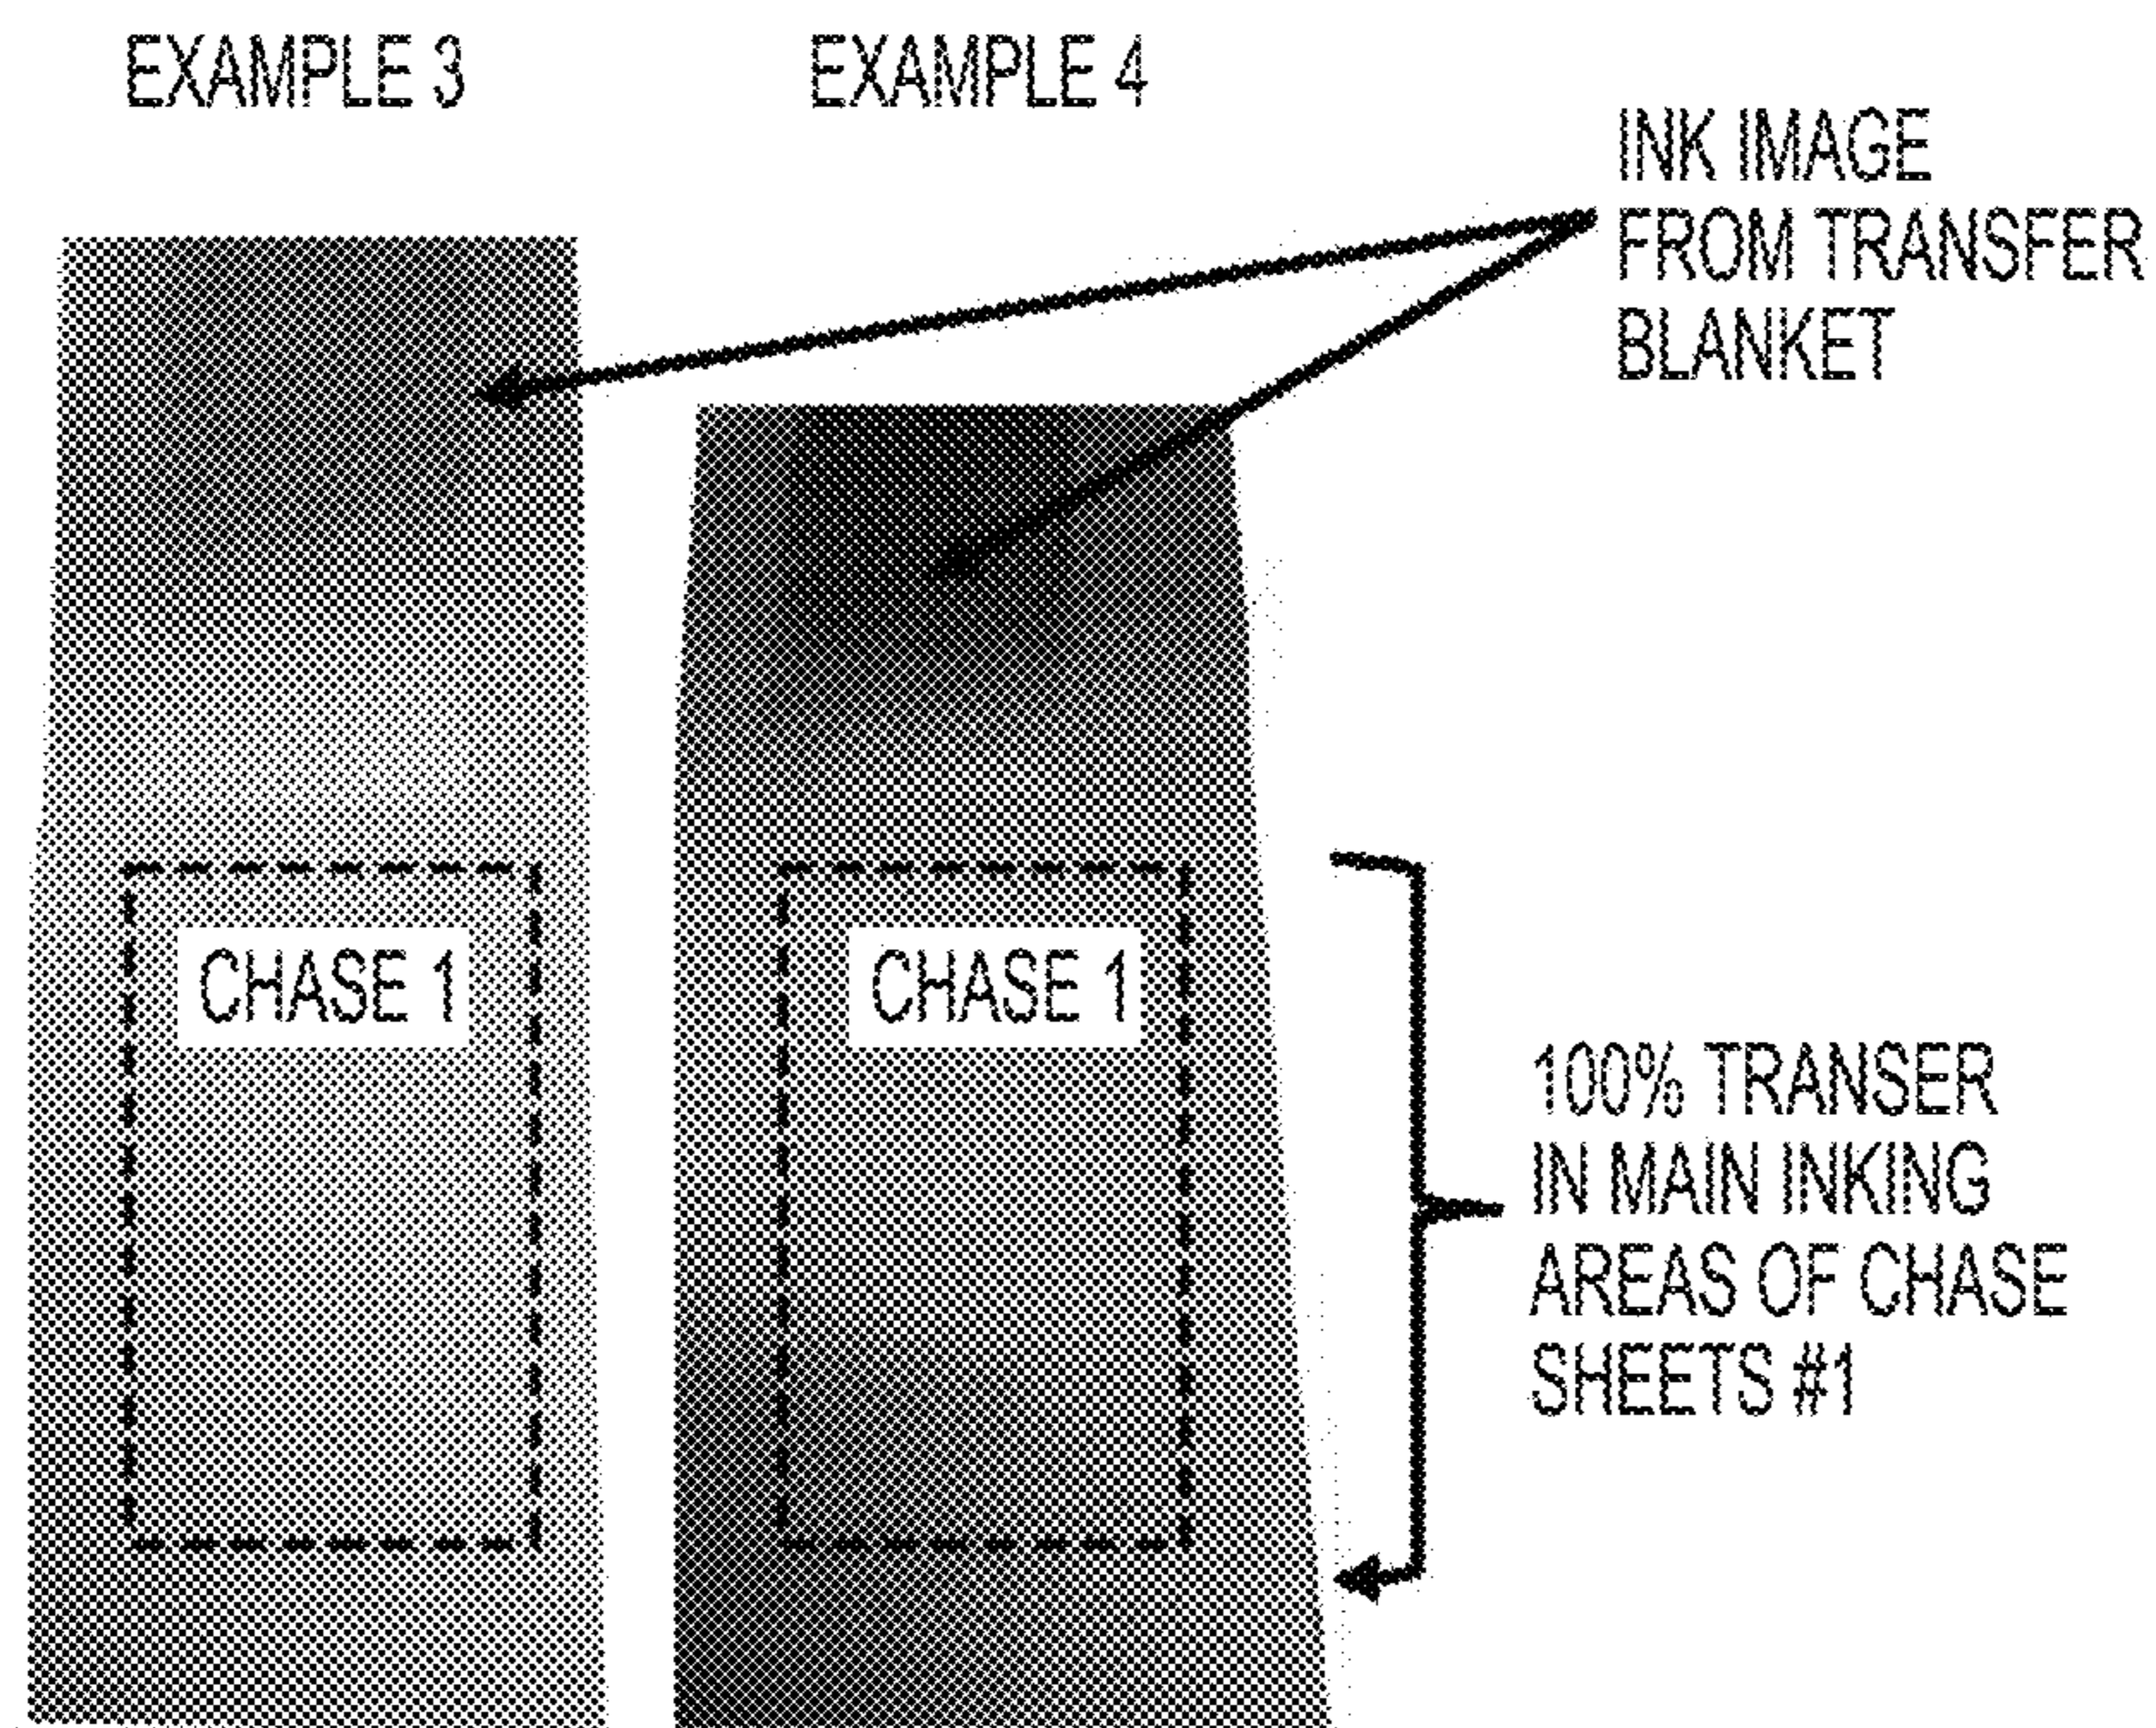 EXAMPLE 3
EXAMPLE 4
INK IMAGE
FROM TRANSFER
BLANKET
CHASE 1
CHASE 1
100% TRANSER
IN MAIN INKING
AREAS OF CHASE
SHEETS #1